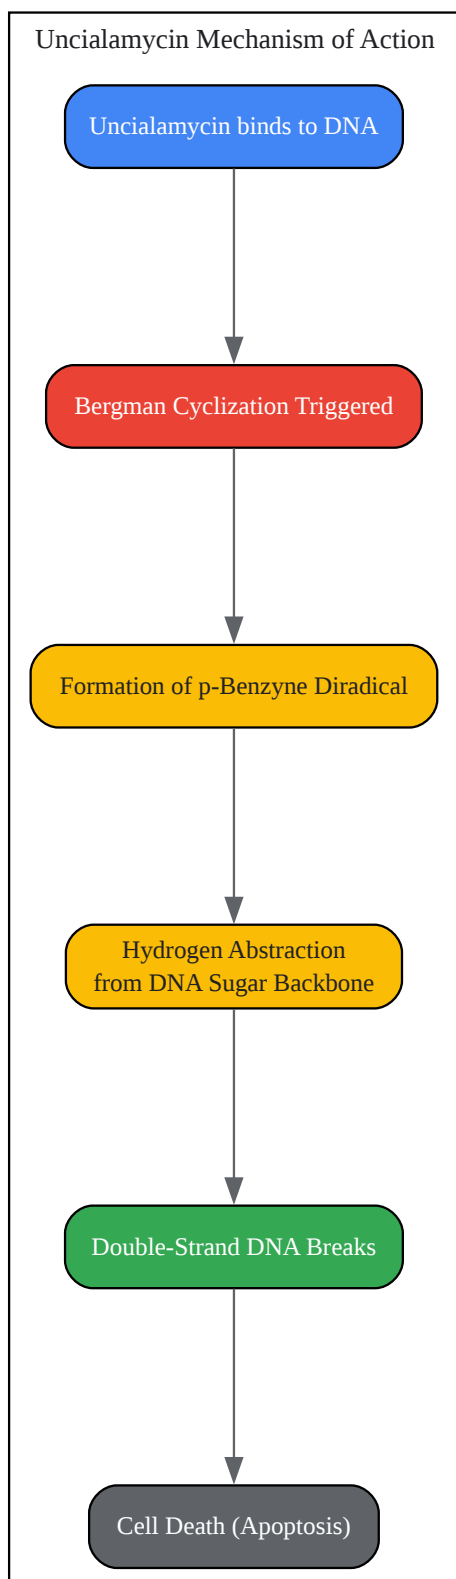 Uncialamycin Mechanism of Action
Uncialamycin binds to DNA
Bergman Cyclization Triggered
Formation of p-Benzyne Diradical
Hydrogen Abstraction
from DNA Sugar Backbone
Double-Strand DNA Breaks
Cell Death (Apoptosis)